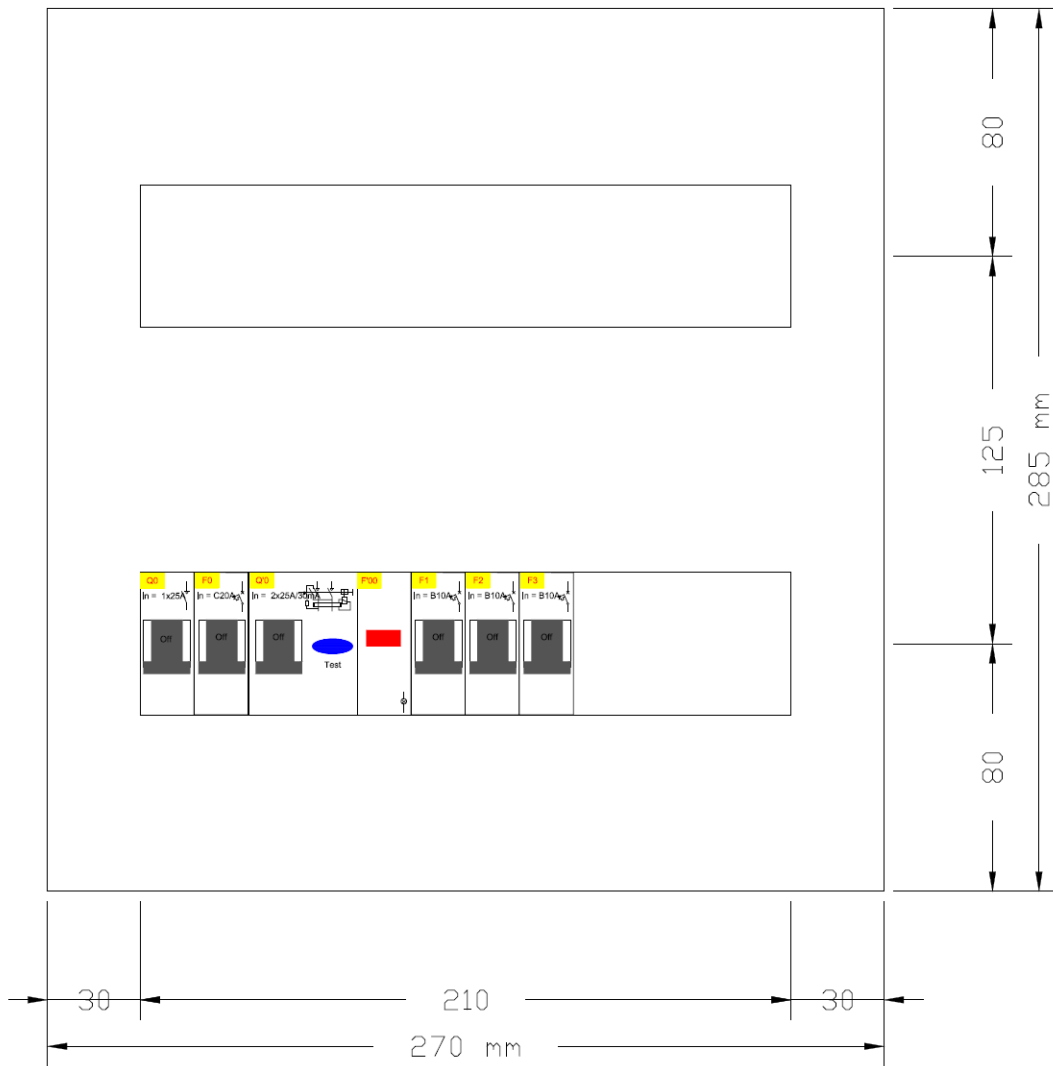 80
125
285 mm
Q0
F0
Q'0
F'00
F1
F2
F3
In = 1x25A
In = C20A
In = 2x25A/30mA
In = B10A
In = B10A
In = B10A
Off
Off
Off
Off
Off
Off
Test
80
30
210
30
270 mm